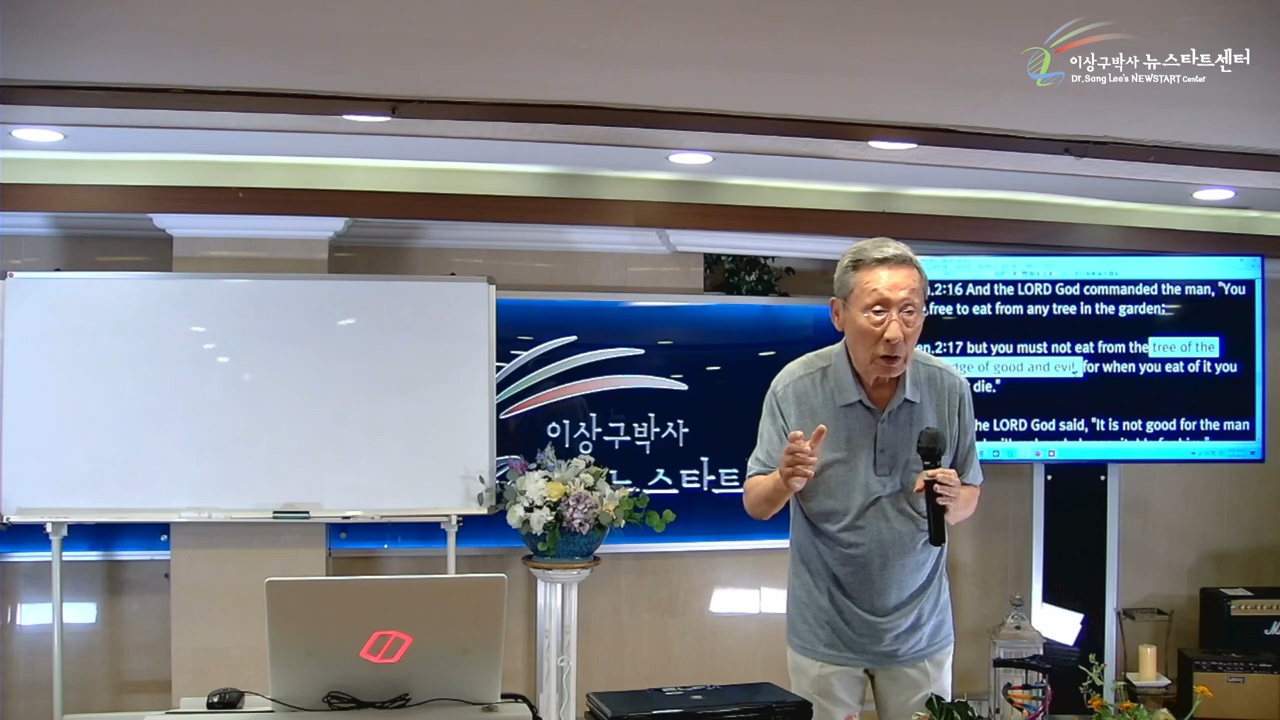 이상구박사 뉴스타트센터
Dr. Sang Lee's NEWSTART Center
이상구박사
뉴스타트
n.2:16 And the LORD God commanded the man, "You
free to eat from any tree in the garden;
en.2:17 but you must not eat from the tree of the
dge of good and evil, for when you eat of it you
die."
he LORD God said, "It is not good for the man